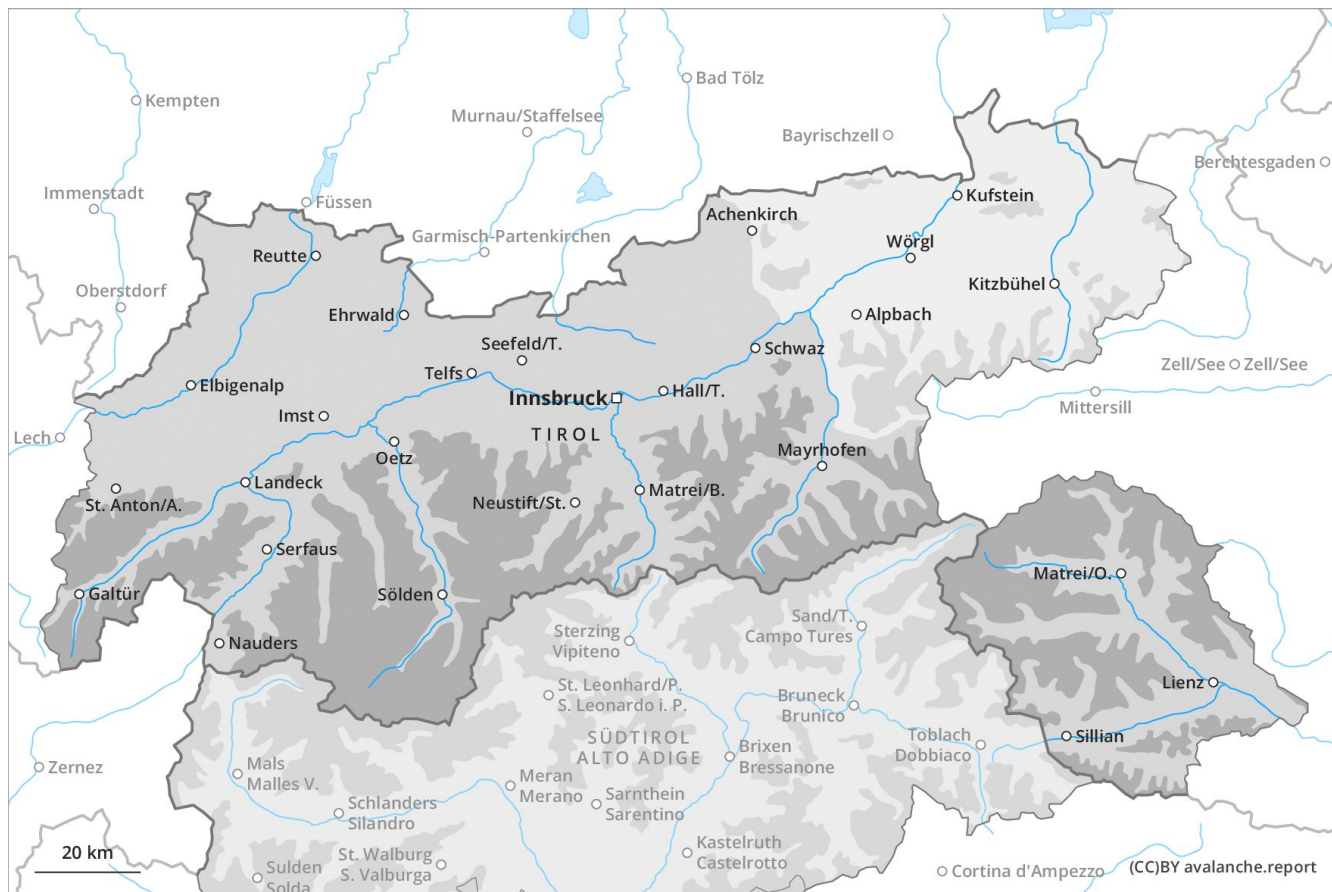 Bad Tölz
Kempten
Murnau/Staffelsee
Bayrischzell
Berchtesgaden
Immenstadt
Füssen
Kufstein
Achenkirch
Garmisch-Partenkirchen
Wörgl
Reutte
Kitzbühel
Oberstdorf
Ehrwald
Alpbach
Seefeld/T.
Schwaz
Zell/See
Zell/See
Telfs
Elbigenalp
Hall/T.
Innsbruck
Mittersill
Imst
TIROL
Lech
Oetz
Mayrhofen
Landeck
St. Anton/A.
Neustift/St.
Matrei/B.
Serfaus
Matrei/O.
Galtür
Sölden
Sand/T.
Campo Tures
Sterzing
Vipiteno
Nauders
Lienz
St. Leonhard/P.
S. Leonardo i. P.
Bruneck
Brunico
SÜDTIROL
ALTO ADIGE
Sillian
Toblach
Dobbiaco
Brixen
Bressanone
Zernez
Mals
Malles V.
Meran
Merano
Sarnthein
Sarentino
Schlanders
Silandro
Kastelruth
Castelrotto
20 km
St. Walburg
S. Valburga
Sulden
Solda
Cortina d'Ampezzo
(CC)BY avalanche.report